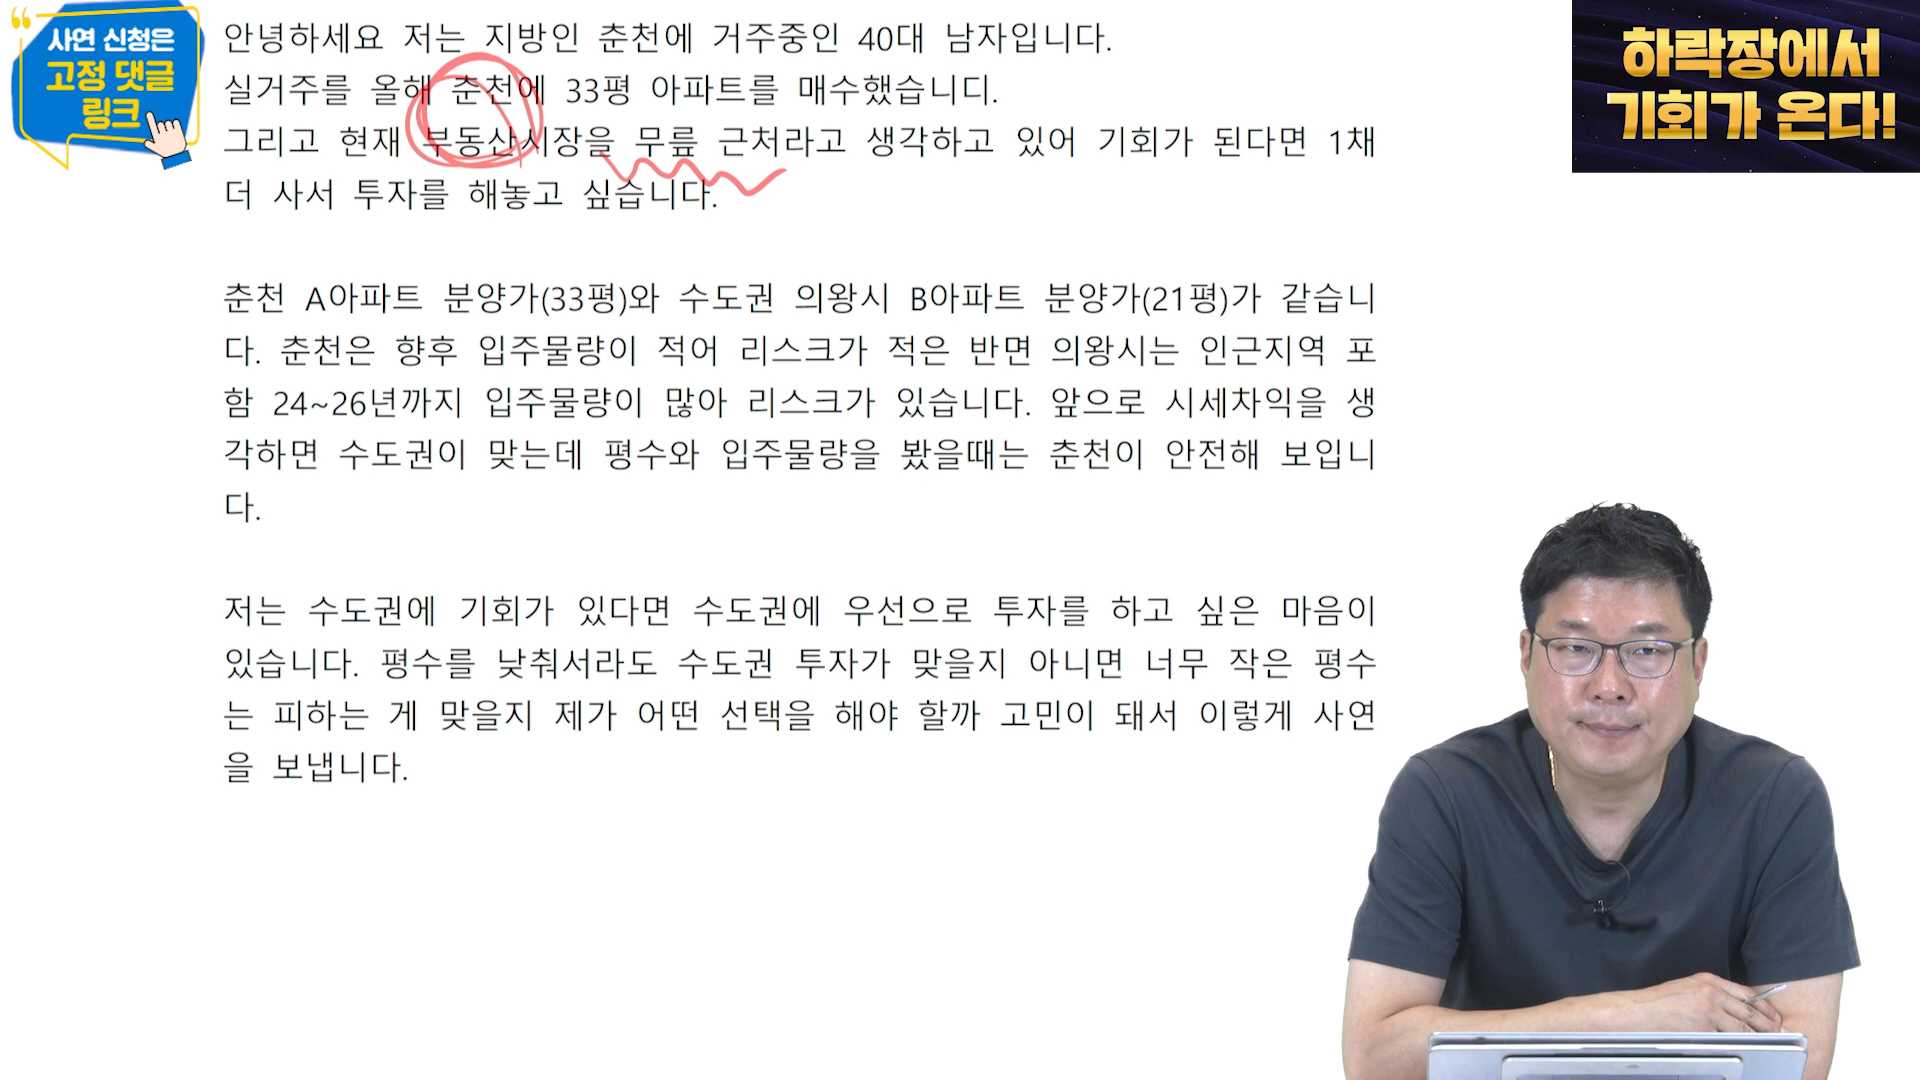 사연 신청은
고정 댓글
링크
하락장에서
기회가 온다!
안녕하세요 저는 지방인 춘천에 거주중인 40대 남자입니다.
실거주를 올해 춘천에 33평 아파트를 매수했습니디.
그리고 현재 부동산시장을 무릎 근처라고 생각하고 있어 기회가 된다면 1채
더 사서 투자를 해놓고 싶습니다.
춘천 A아파트 분양가(33평)와 수도권 의왕시 B아파트 분양가(21평)가 같습니
다. 춘천은 향후 입주물량이 적어 리스크가 적은 반면 의왕시는 인근지역 포
함 24~26년까지 입주물량이 많아 리스크가 있습니다. 앞으로 시세차익을 생
각하면 수도권이 맞는데 평수와 입주물량을 봤을때는 춘천이 안전해 보입니
다.
저는 수도권에 기회가 있다면 수도권에 우선으로 투자를 하고 싶은 마음이
있습니다. 평수를 낮춰서라도 수도권 투자가 맞을지 아니면 너무 작은 평수
는 피하는 게 맞을지 제가 어떤 선택을 해야 할까 고민이 돼서 이렇게 사연
을 보냅니다.